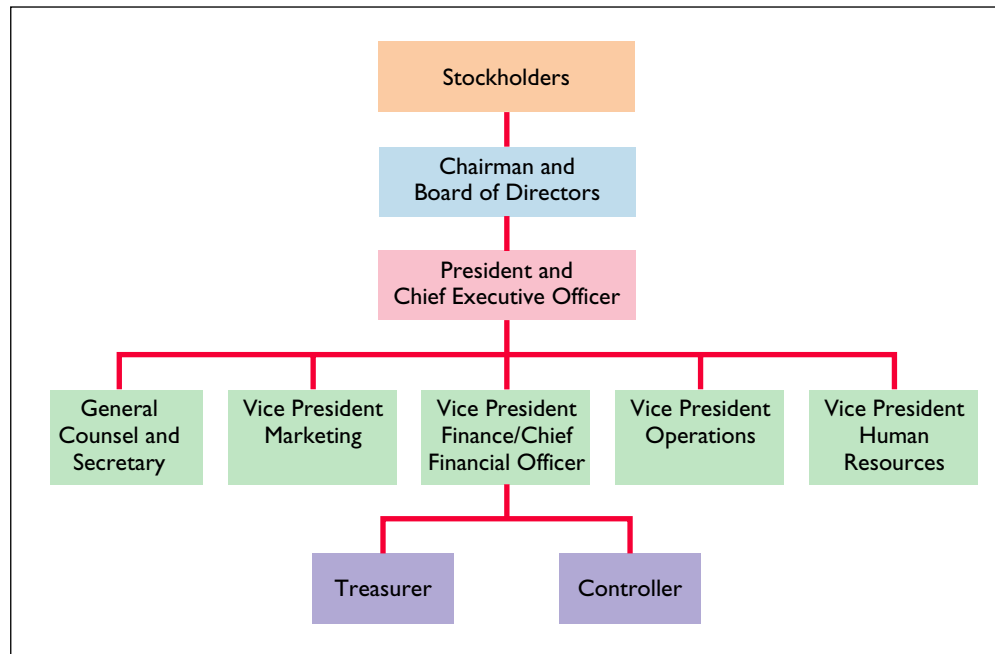 Stockholders
Chairman and
Board of Directors
President and
Chief Executive Officer
General
Counsel and
Secretary
Vice President
Marketing
Vice President
Finance/Chief
Financial Officer
Vice President
Operations
Vice President
Human
Resources
Treasurer
Controller